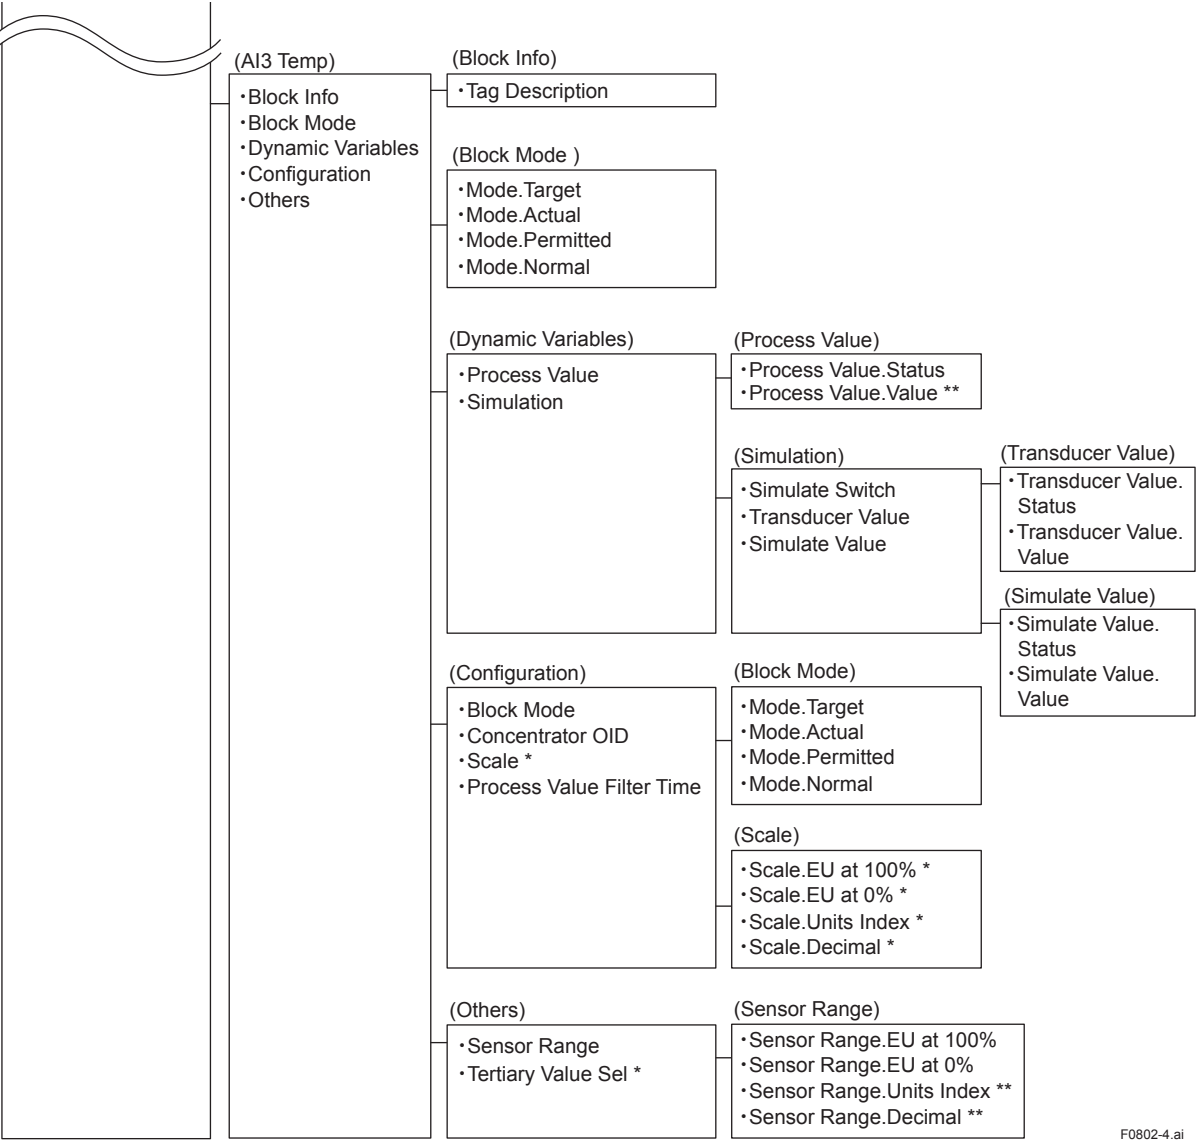 (AI3 Temp)
・Block Info
・Block Mode
・Dynamic Variables
・Configuration
・Others
(Block Info)
・Tag Description
(Block Mode )
・Mode.Target
・Mode.Actual
・Mode.Permitted
・Mode.Normal
(Dynamic Variables)
・Process Value
・Simulation
(Process Value)
・Process Value.Status
・Process Value.Value **
(Simulation)
・Simulate Switch
・Transducer Value
・Simulate Value
(Transducer Value)
・Transducer Value.
Status
・Transducer Value.
Value
(Simulate Value)
・Simulate Value.
Status
・Simulate Value.
Value
(Configuration)
・Block Mode
・Concentrator OID
・Scale *
・Process Value Filter Time
(Block Mode)
・Mode.Target
・Mode.Actual
・Mode.Permitted
・Mode.Normal
(Scale)
・Scale.EU at 100% *
・Scale.EU at 0% *
・Scale.Units Index *
・Scale.Decimal *
(Others)
・Sensor Range
・Tertiary Value Sel *
(Sensor Range)
・Sensor Range.EU at 100%
・Sensor Range.EU at 0%
・Sensor Range.Units Index **
・Sensor Range.Decimal **
F0802-4.ai